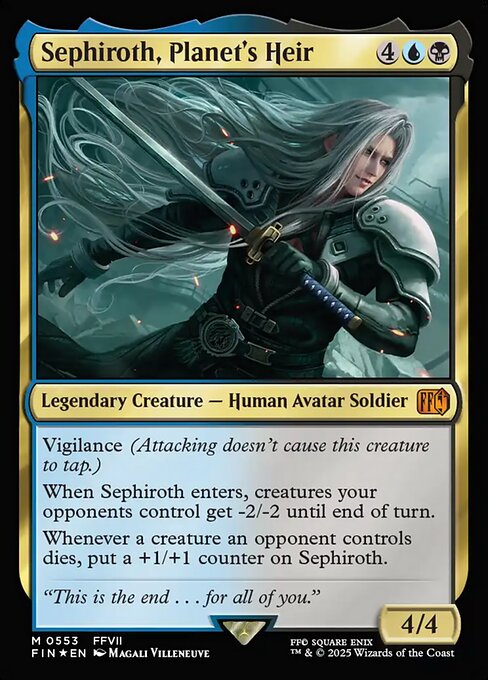 Sephiroth, Planet's Heir 4
Legendary Creature — Human Avatar Soldier FF
Vigilance (Attacking doesn't cause this creature
to tap.)
When Sephiroth enters, creatures your
opponents control get -2/-2 until end of turn.
Whenever a creature an opponent controls
dies, put a +1/+1 counter on Sephiroth.
“This is the end . . . for all of you.”
4/4
M 0553 FFVII
FIN★EN Magali Villeneuve
FF© SQUARE ENIX
™ & © 2025 Wizards of the Coast